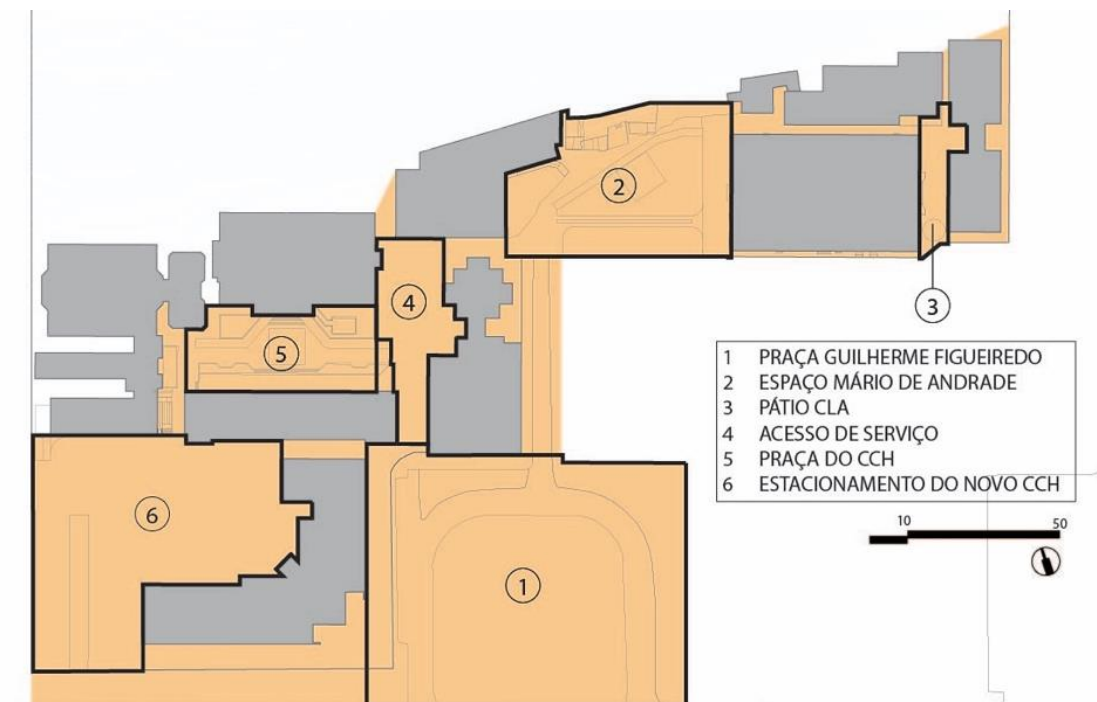 2
4
3
5
1 PRAÇA GUILHERME FIGUEIREDO
2 ESPAÇO MÁRIO DE ANDRADE
3 PÁTIO CLA
4 ACESSO DE SERVIÇO
5 PRAÇA DO CCH
6 ESTACIONAMENTO DO NOVO CCH
6
10 50
1